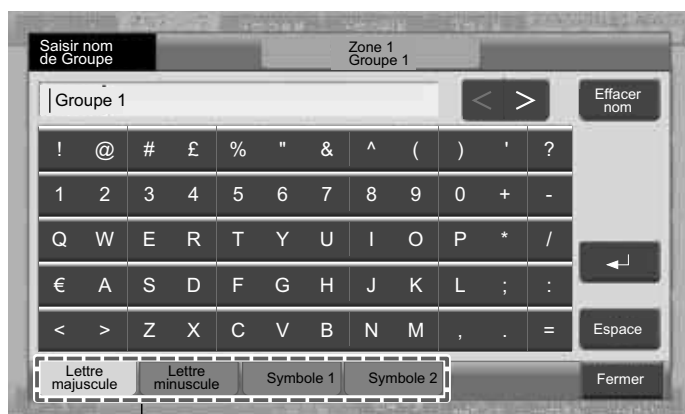 Saisir nom
de Groupe
Zone 1
Groupe 1
Groupe 1
< >
Effacer
nom
! @ # £ % " & ^ ( ) ' ?
1 2 3 4 5 6 7 8 9 0 + -
Q W E R T Y U I O P * /
€ A S D F G H J K L ; :
< > Z X C V B N M , . =
Espace
Lettre
majuscule
Lettre
minuscule
Symbole 1
Symbole 2
Fermer